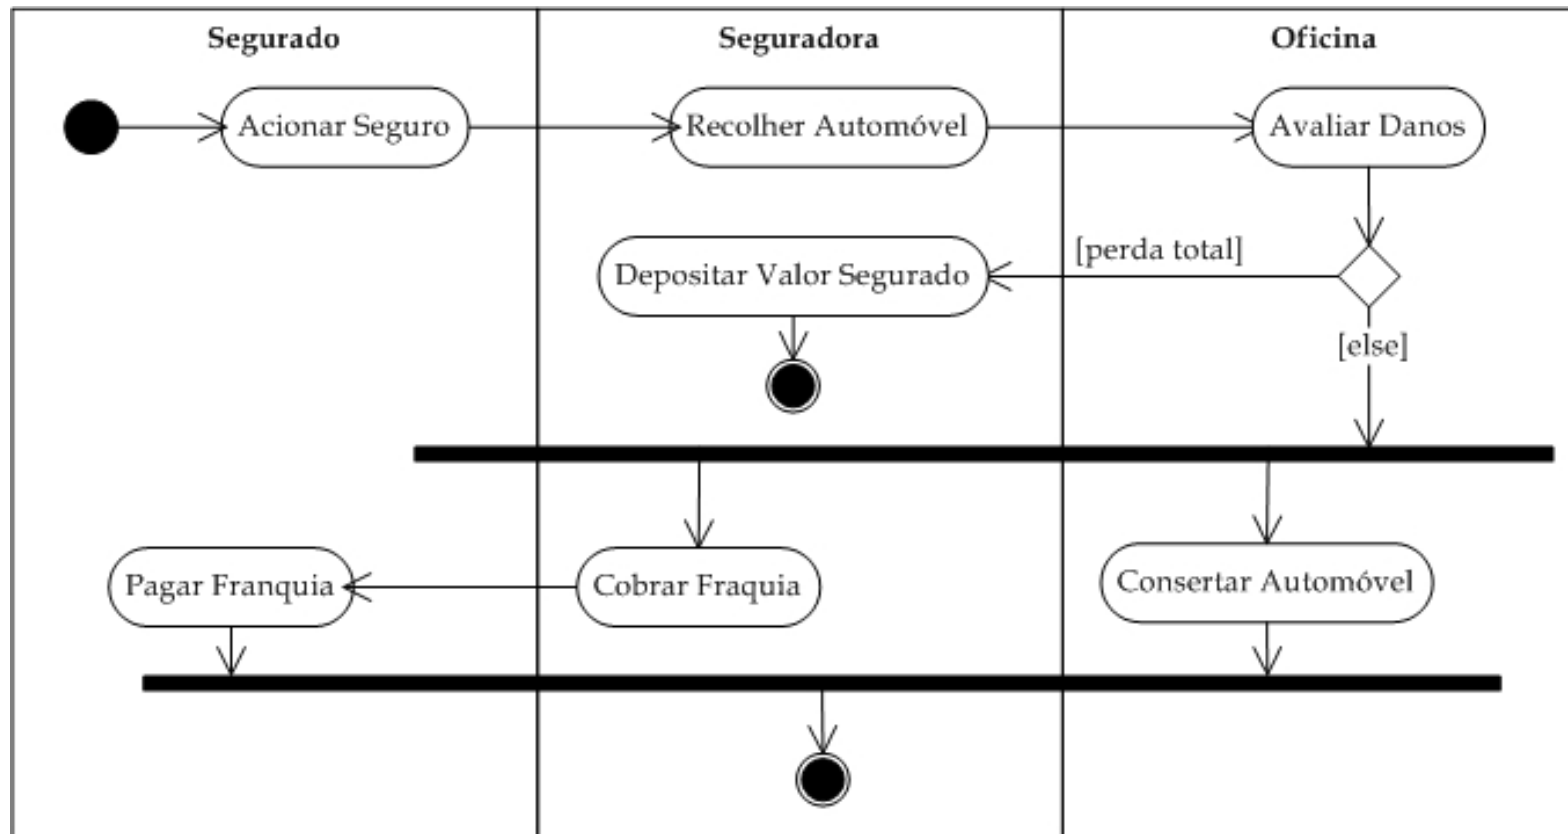 Segurado
Seguradora
Oficina
Acionar Seguro
Recolher Automóvel
Avaliar Danos
[perda total]
Depositar Valor Segurado
[else]
Pagar Franquia
Cobrar Fraquia
Consertar Automóvel